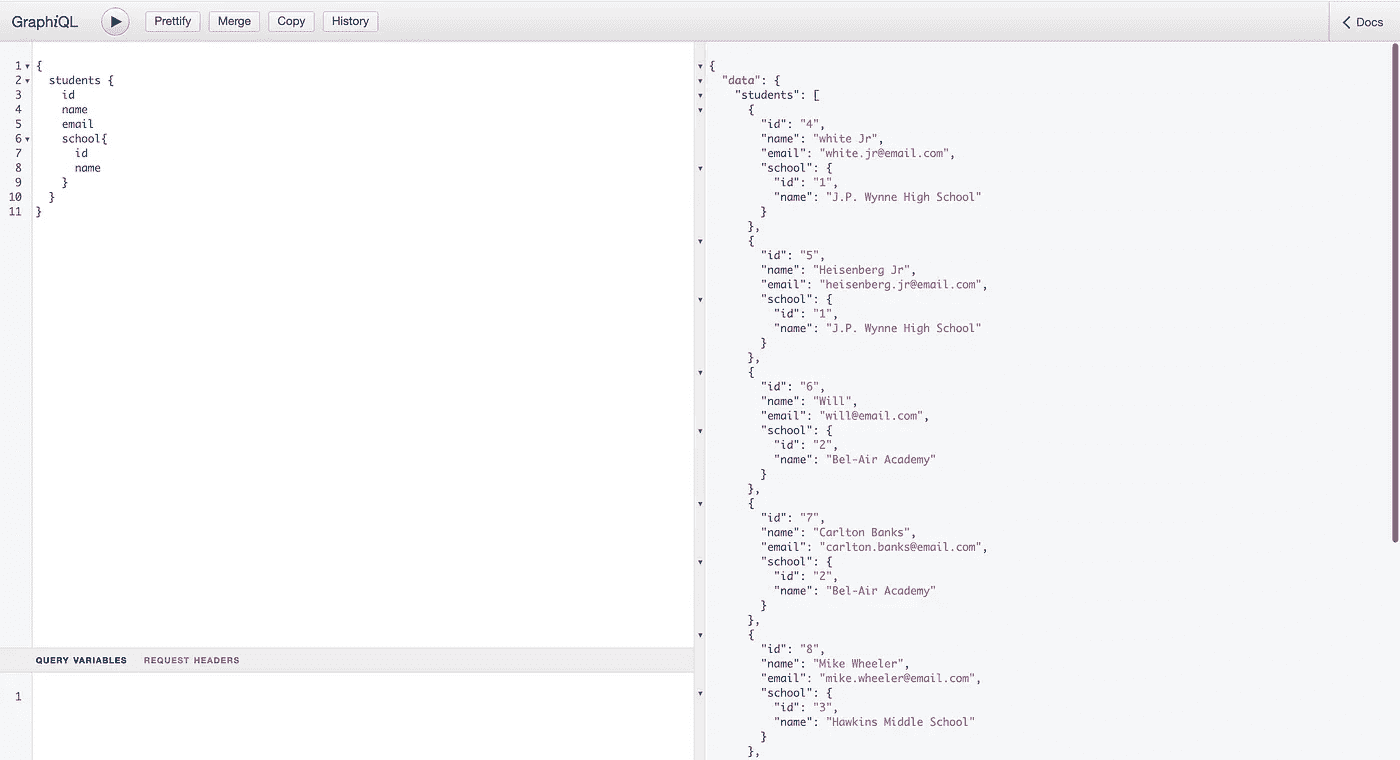 GraphiQL
Prettify
Merge
Copy
History
Docs
1 {
2   students {
3     id
4     name
5     email
6     school{
7       id
8       name
9     }
10   }
11 }
QUERY VARIABLES
REQUEST HEADERS
1
{
  "data": {
    "students": [
      {
        "id": "4",
        "name": "white Jr",
        "email": "white.jr@email.com",
        "school": {
          "id": "1",
          "name": "J.P. Wynne High School"
        }
      },
      {
        "id": "5",
        "name": "Heisenberg Jr",
        "email": "heisenberg.jr@email.com",
        "school": {
          "id": "1",
          "name": "J.P. Wynne High School"
        }
      },
      {
        "id": "6",
        "name": "Will",
        "email": "will@email.com",
        "school": {
          "id": "2",
          "name": "Bel-Air Academy"
        }
      },
      {
        "id": "7",
        "name": "Carlton Banks",
        "email": "carlton.banks@email.com",
        "school": {
          "id": "2",
          "name": "Bel-Air Academy"
        }
      },
      {
        "id": "8",
        "name": "Mike Wheeler",
        "email": "mike.wheeler@email.com",
        "school": {
          "id": "3",
          "name": "Hawkins Middle School"
        }
      },